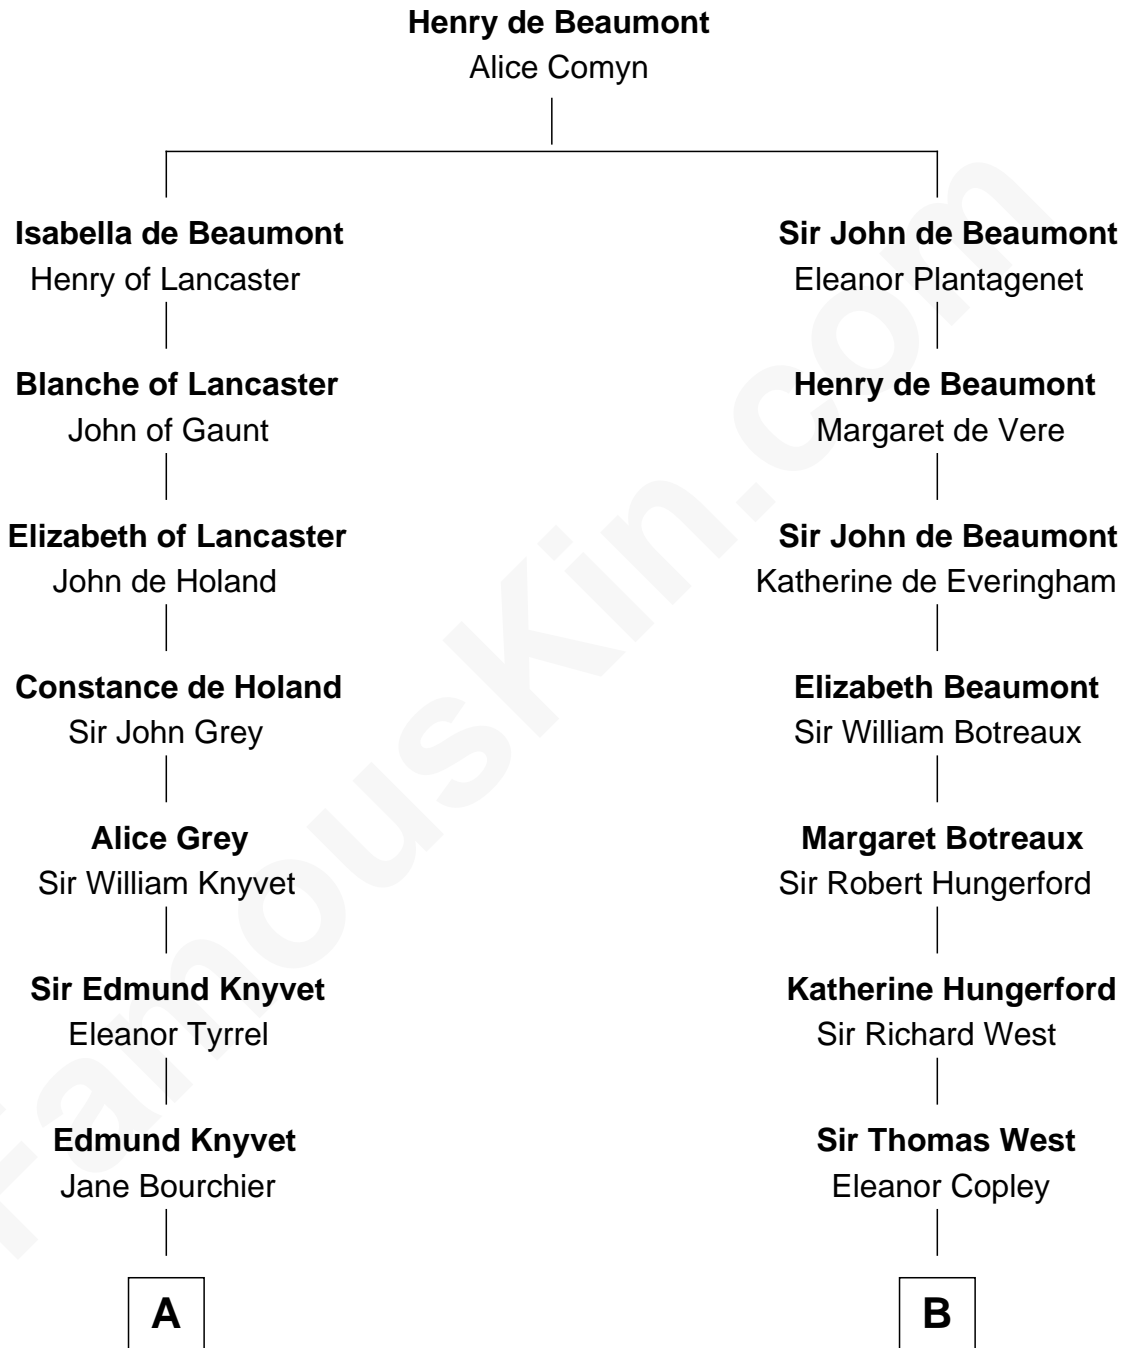 Henry de Beaumont
Alice Comyn
Isabella de Beaumont
Henry of Lancaster
Blanche of Lancaster
John of Gaunt
Elizabeth of Lancaster
John de Holand
Constance de Holand
Sir John Grey
Alice Grey
Sir William Knyvet
Sir Edmund Knyvet
Eleanor Tyrrel
Edmund Knyvet
Jane Bourchier
A
Sir John de Beaumont
Eleanor Plantagenet
Henry de Beaumont
Margaret de Vere
Sir John de Beaumont
Katherine de Everingham
Elizabeth Beaumont
Sir William Botreaux
Margaret Botreaux
Sir Robert Hungerford
Katherine Hungerford
Sir Richard West
Sir Thomas West
Eleanor Copley
B
FamousKin.com